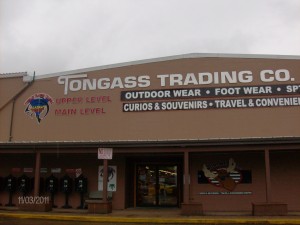 TONGASS TRADING CO.
UPPER LEVEL
MAIN LEVEL
OUTDOOR WEAR • FOOT WEAR • SP
CURIOS & SOUVENIRS • TRAVEL & CONVENIE
11/03/2011